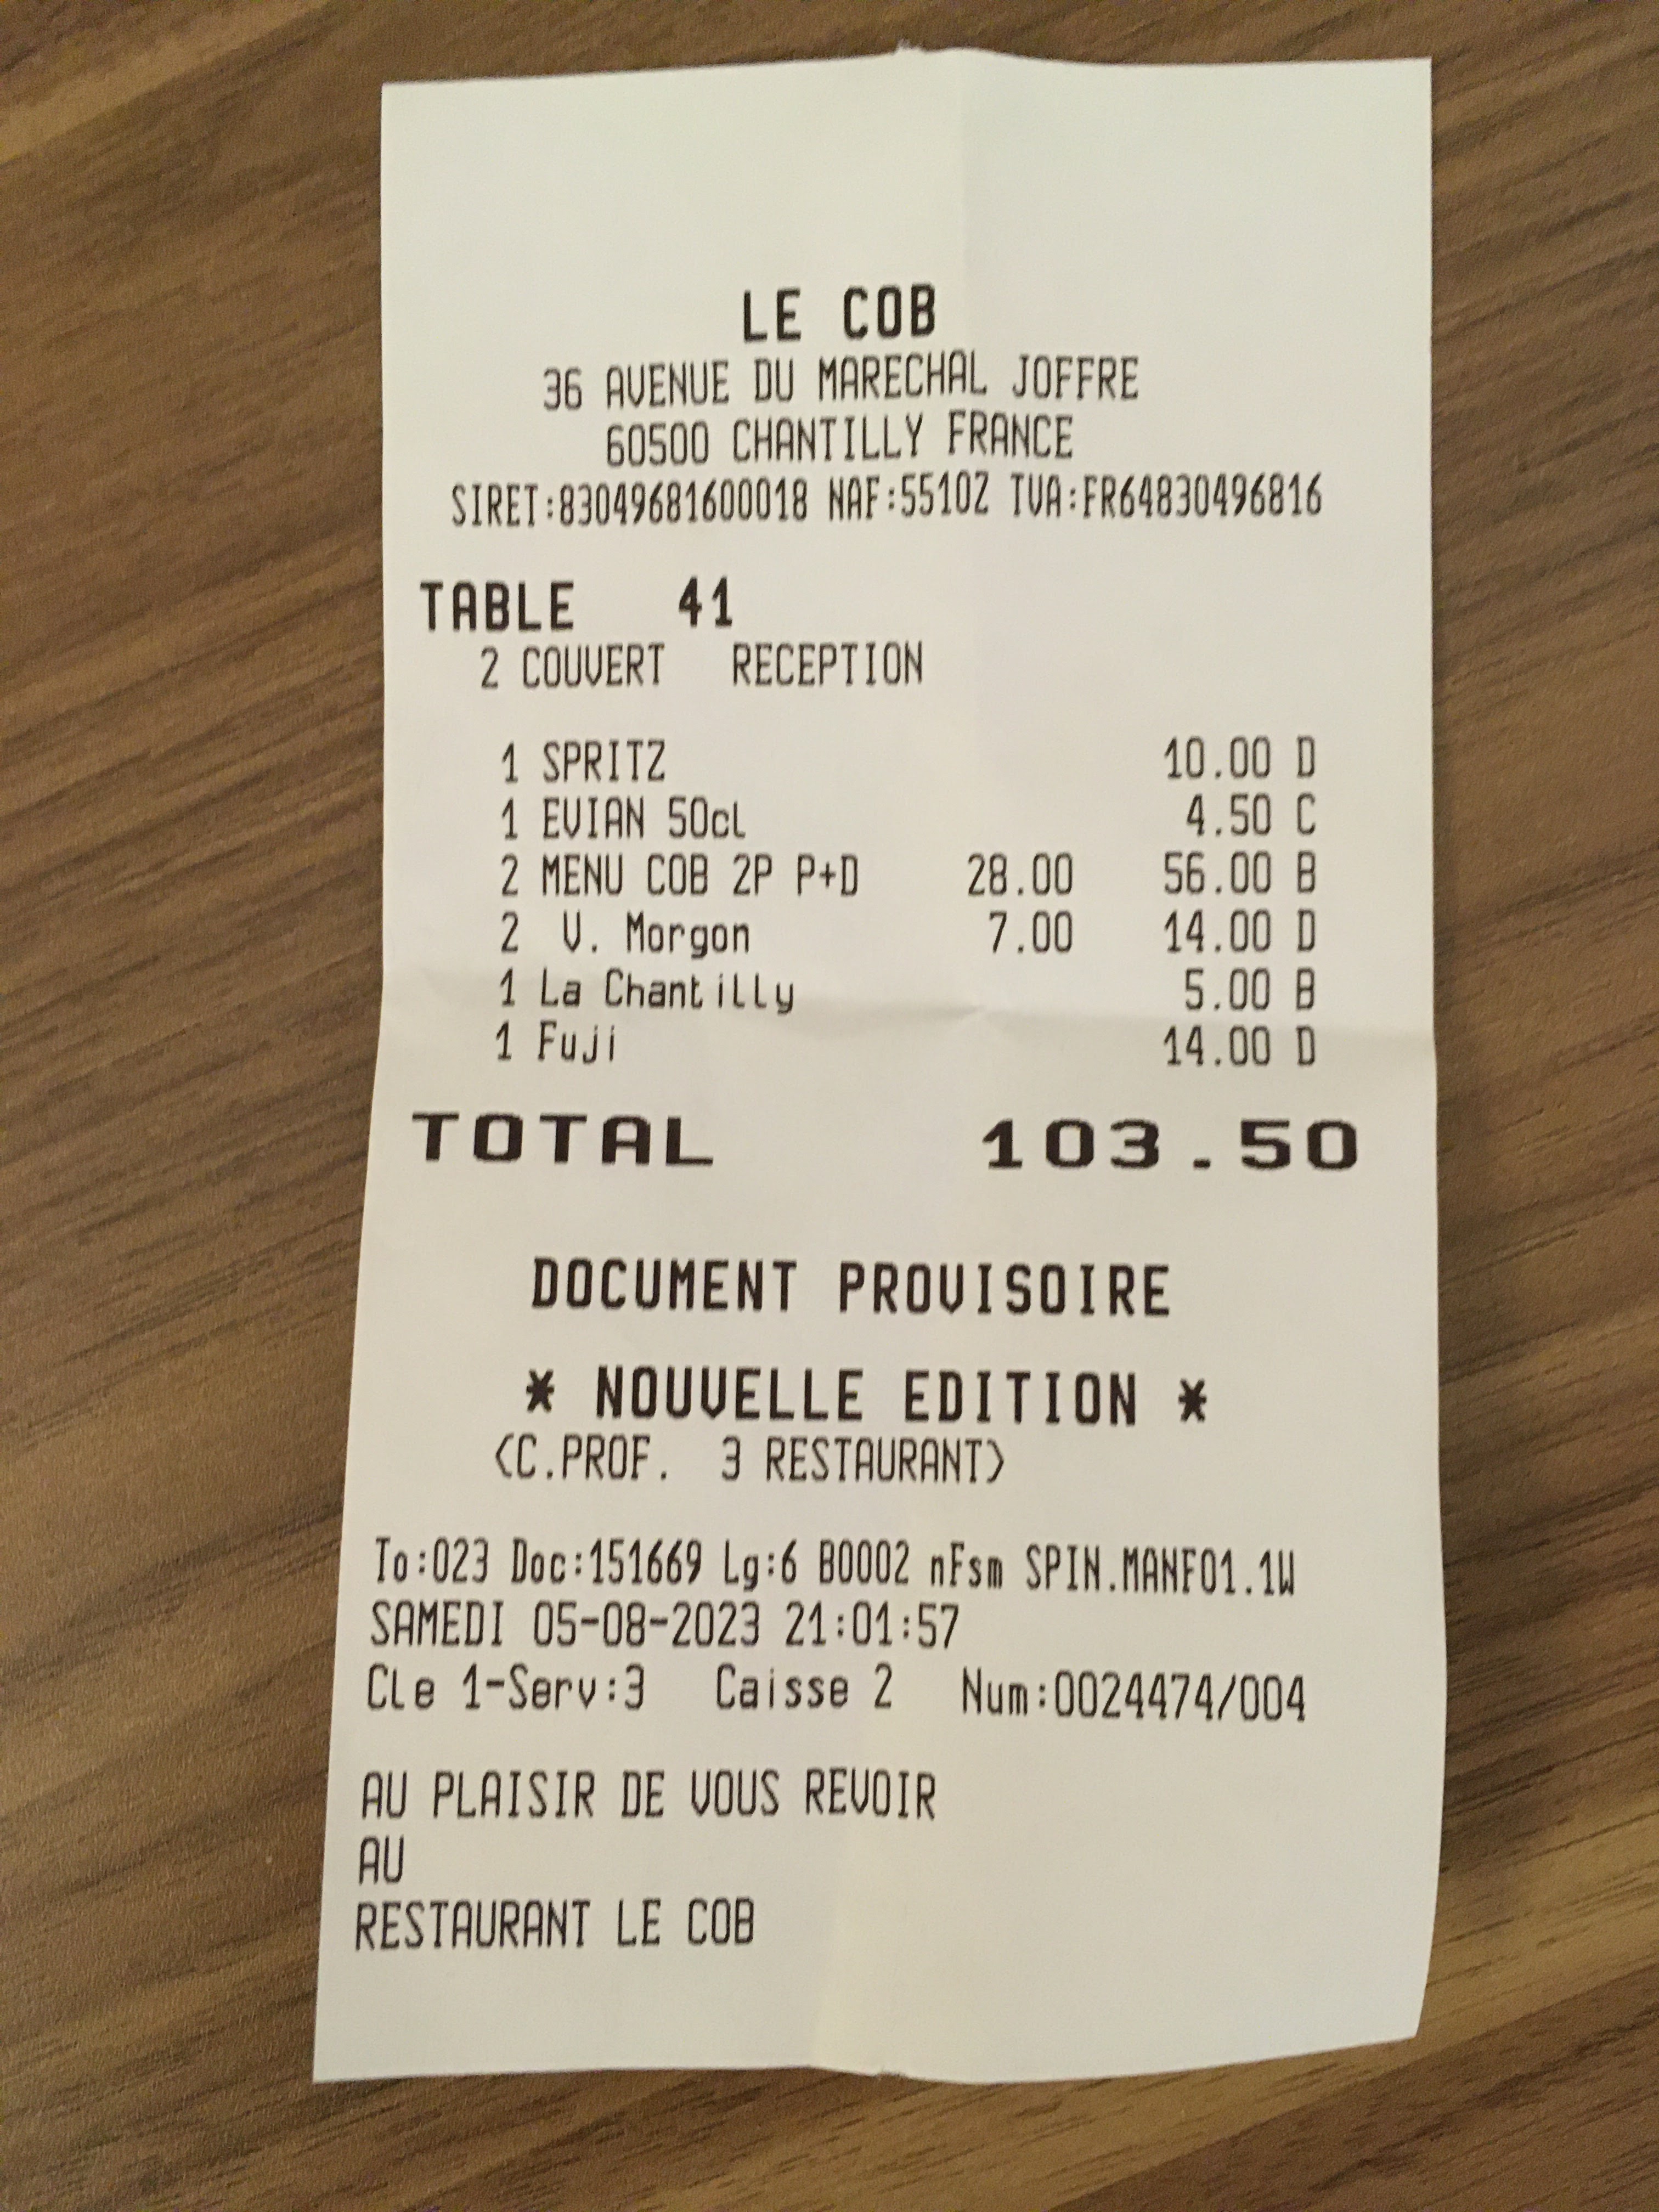 LE COB
36 AVENUE DU MARECHAL JOFFRE
60500 CHANTILLY FRANCE
SIRET:83049681600018 NAF:5510Z TVA:FR64830496816
TABLE 41
2 COUVERT RECEPTION
1 SPRITZ 10.00 D
1 EVIAN 50cL 4.50 C
2 MENU COB 2P P+D 28.00 56.00 B
2 V. Morgon 7.00 14.00 D
1 La Chantilly 5.00 B
1 Fuji 14.00 D
TOTAL 103.50
DOCUMENT PROVISOIRE
* NOUVELLE EDITION *
<C.PROF. 3 RESTAURANT>
To:023 Doc:151669 Lg:6 B0002 nFsm SPIN.MANF01.1W
SAMEDI 05-08-2023 21:01:57
Cle 1-Serv:3 Caisse 2 Num:0024474/004
AU PLAISIR DE VOUS REVOIR
AU
RESTAURANT LE COB